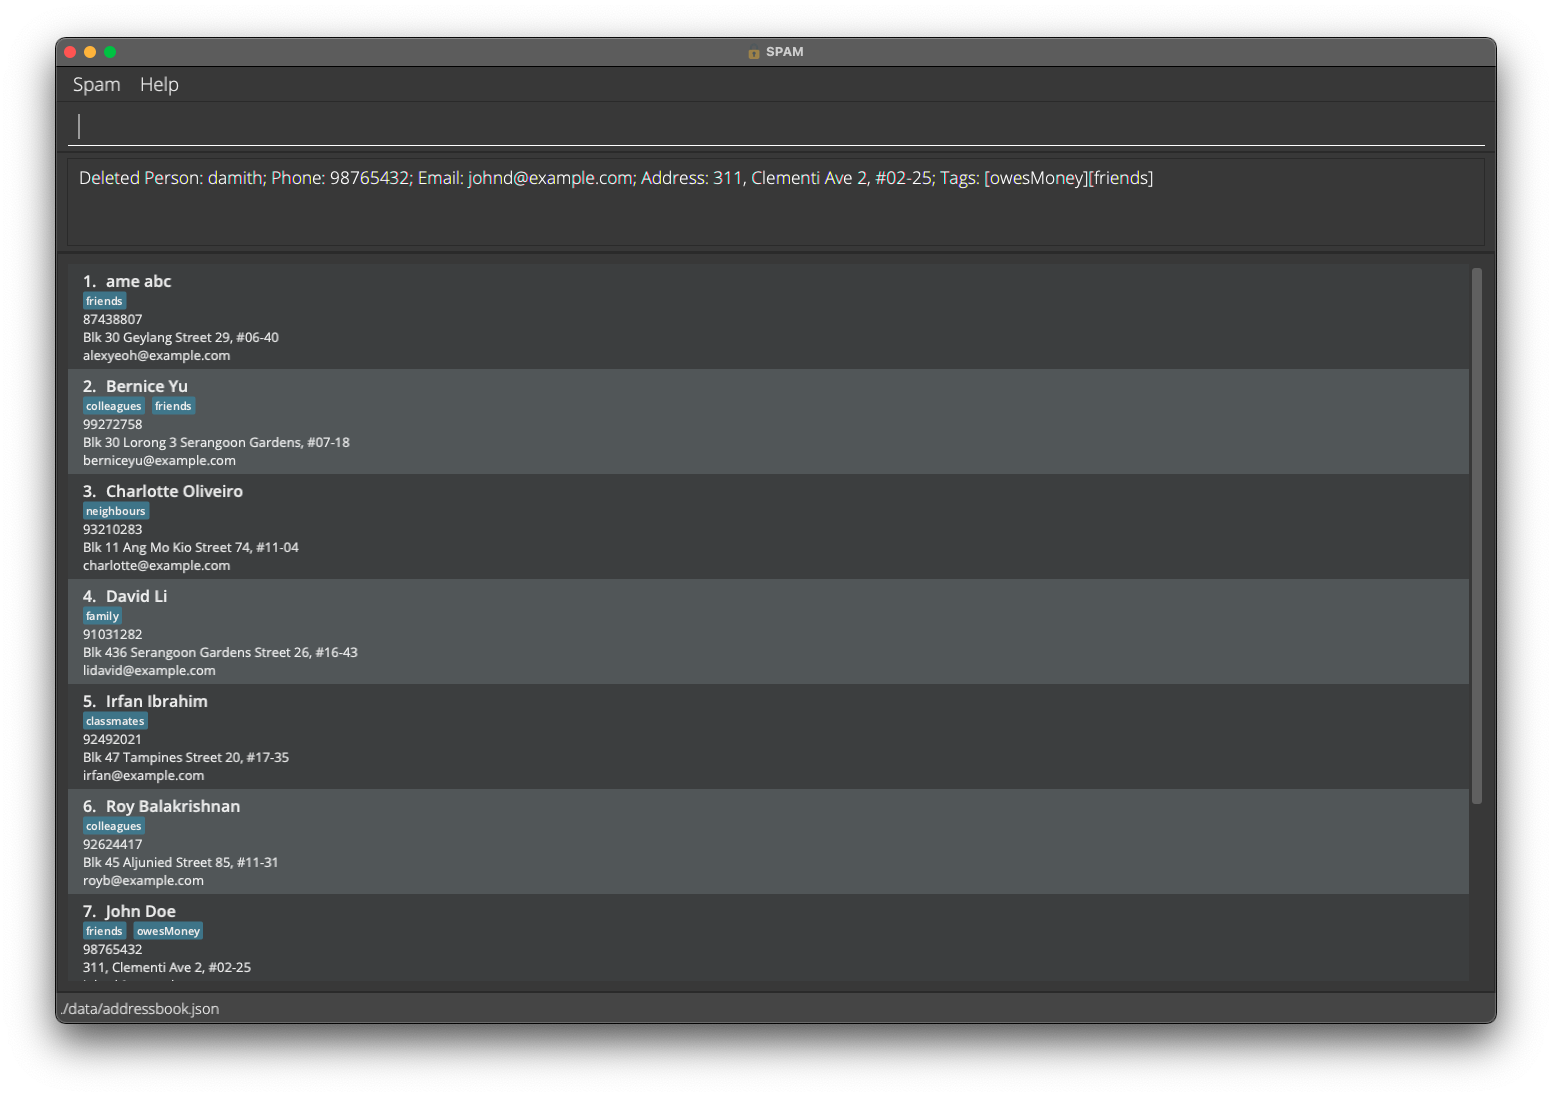 SPAM
Spam Help
Deleted Person: damith; Phone: 98765432; Email: johnd@example.com; Address: 311, Clementi Ave 2, #02-25; Tags: [owesMoney][friends]
1. ame abc
friends
87438807
Blk 30 Geylang Street 29, #06-40
alexyeoh@example.com
2. Bernice Yu
colleagues friends
99272758
Blk 30 Lorong 3 Serangoon Gardens, #07-18
berniceyu@example.com
3. Charlotte Oliveiro
neighbours
93210283
Blk 11 Ang Mo Kio Street 74, #11-04
charlotte@example.com
4. David Li
family
91031282
Blk 436 Serangoon Gardens Street 26, #16-43
lidavid@example.com
5. Irfan Ibrahim
classmates
92492021
Blk 47 Tampines Street 20, #17-35
irfan@example.com
6. Roy Balakrishnan
colleagues
92624417
Blk 45 Aljunied Street 85, #11-31
royb@example.com
7. John Doe
friends owesMoney
98765432
311, Clementi Ave 2, #02-25
./data/addressbook.json